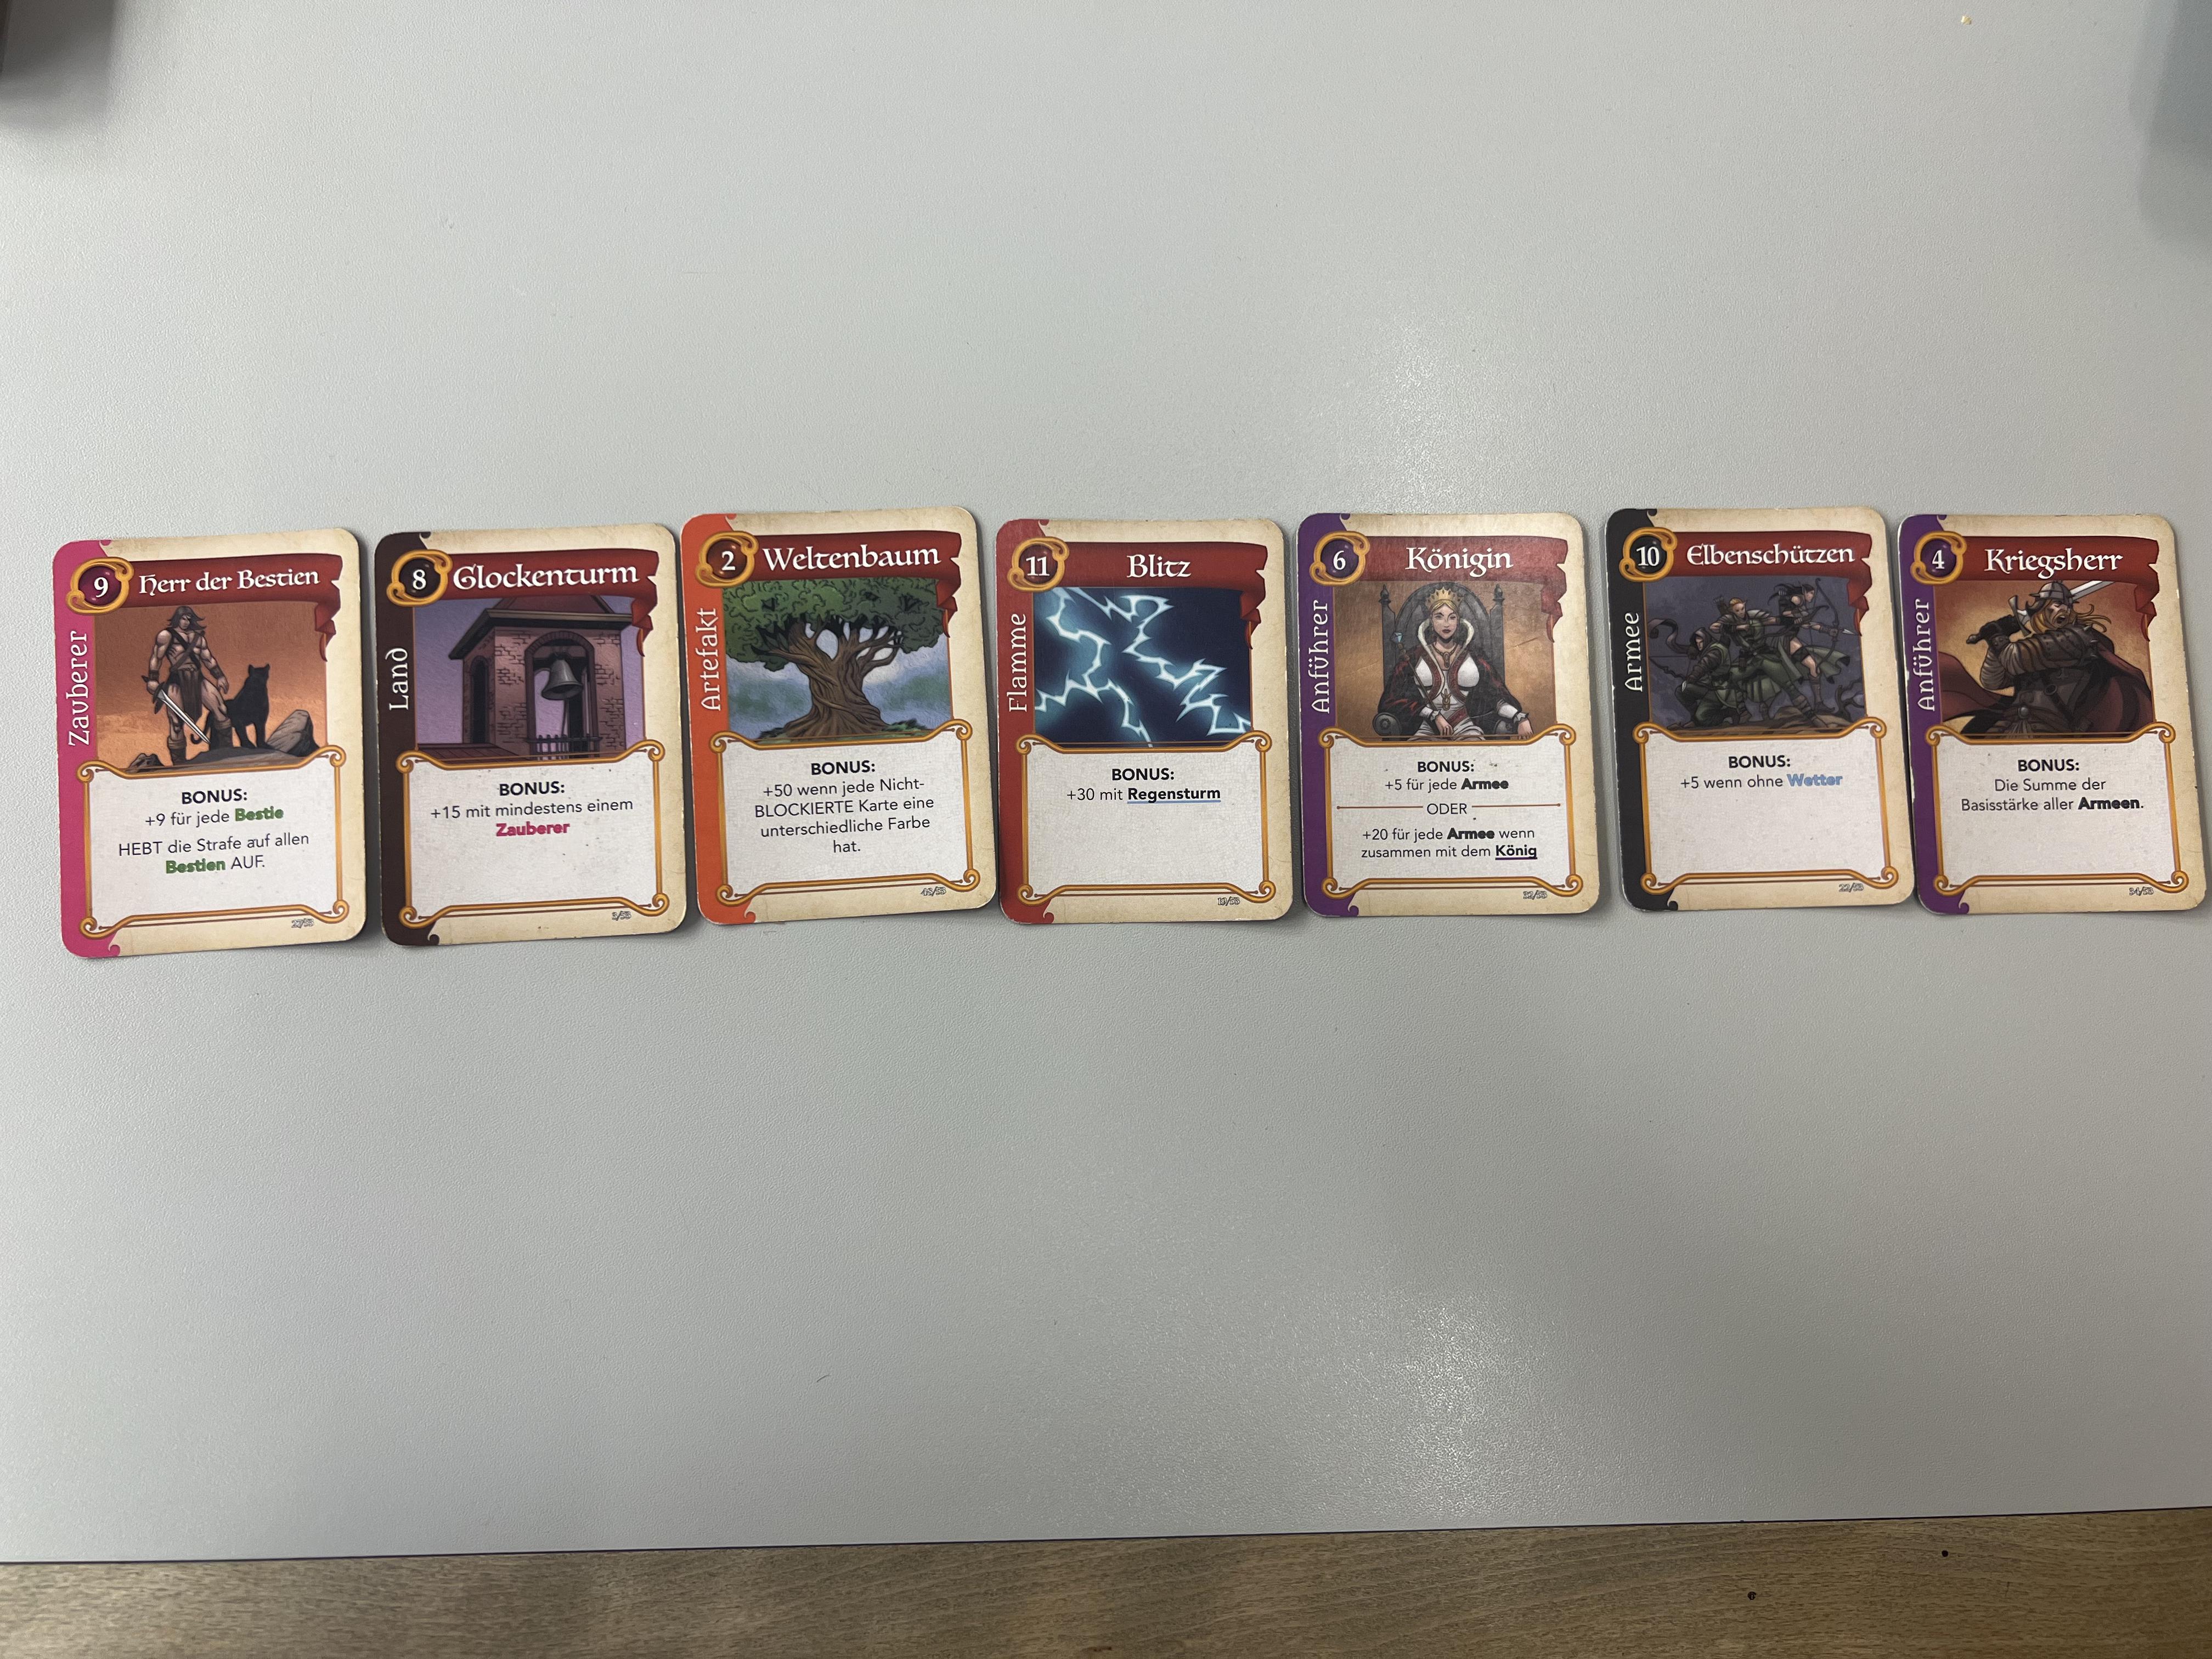 Zauberer
9
Herr der Bestien
BONUS:
+9 für jede Bestie
HEBT die Strafe auf allen
Bestien AUF.
Land
8
Glockenturm
BONUS:
+15 mit mindestens einem
Zauberer
Artefakt
2
Weltenbaum
BONUS:
+50 wenn jede Nicht-
BLOCKIERTE Karte eine
unterschiedliche Farbe
hat.
Flamme
11
Blitz
BONUS:
+30 mit Regensturm
Anführer
6
Königin
BONUS:
+5 für jede Armee
ODER
+20 für jede Armee wenn
zusammen mit dem König
Armee
10
Elbenschützen
BONUS:
+5 wenn ohne Wetter
Anführer
4
Kriegsherr
BONUS:
Die Summe der
Basisstärke aller Armeen.
34/53